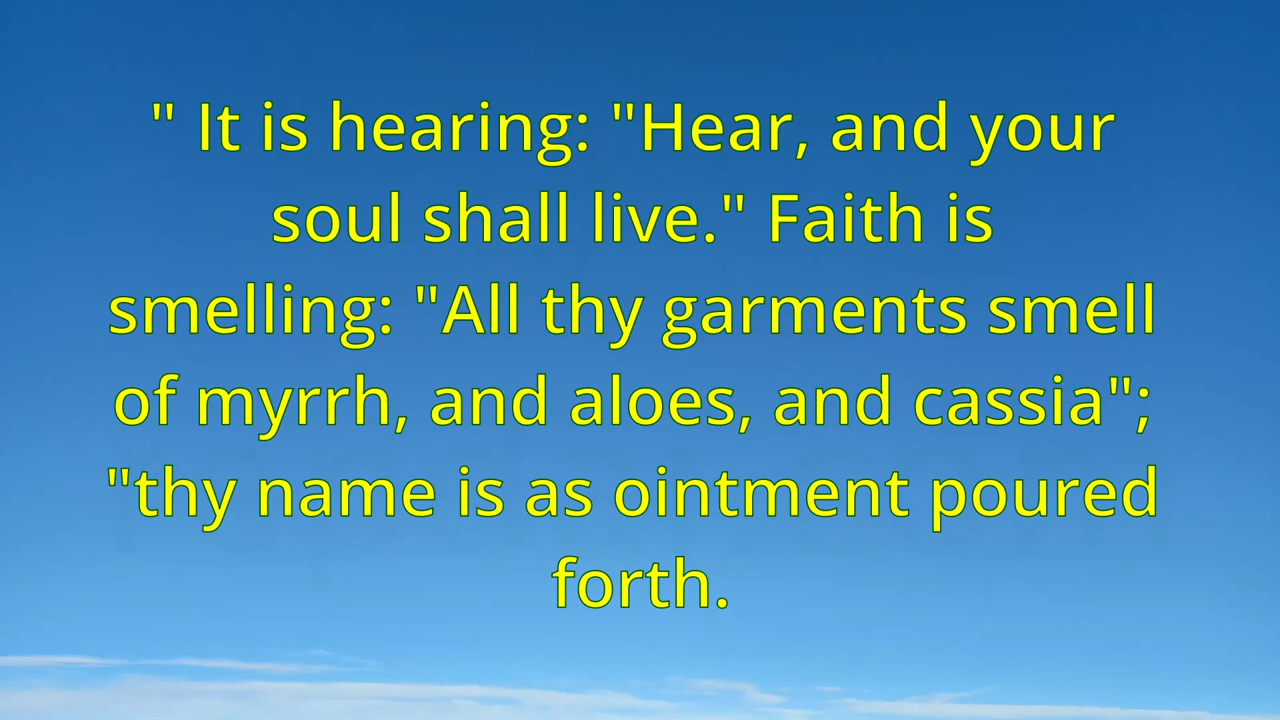 " It is hearing: "Hear, and your
soul shall live." Faith is
smelling: "All thy garments smell
of myrrh, and aloes, and cassia";
"thy name is as ointment poured
forth.